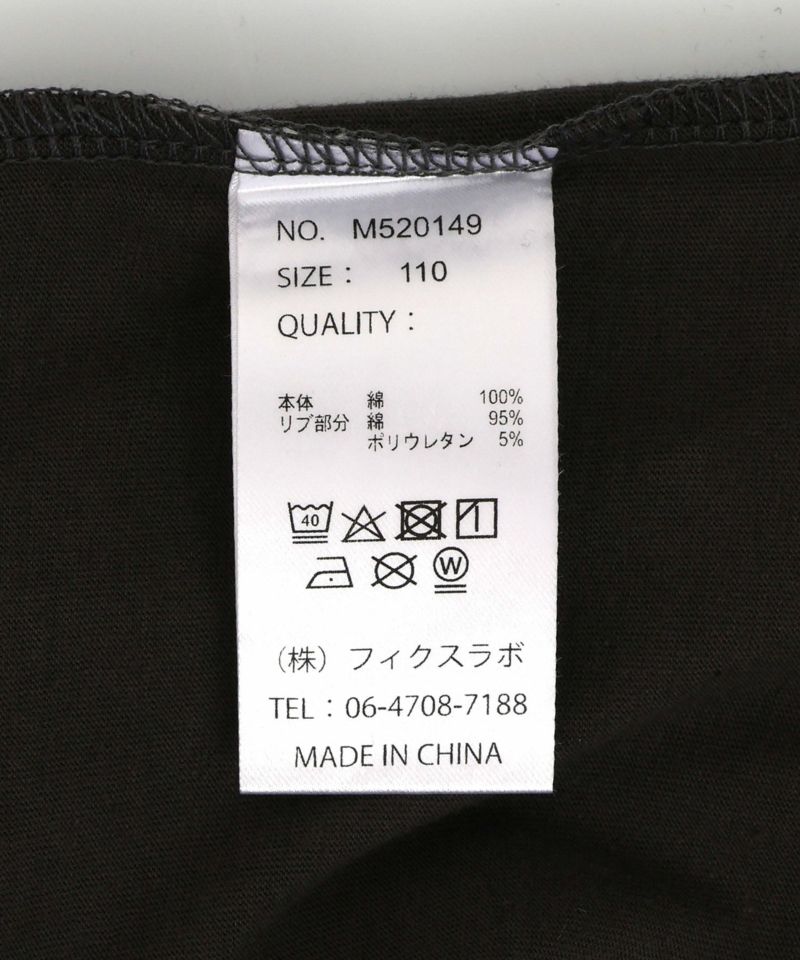 NO. M520149
SIZE： 110
QUALITY：
本体 綿 100%
リブ部分 綿 95%
ポリウレタン 5%
40
W
（株）フィクスラボ
TEL：06-4708-7188
MADE IN CHINA